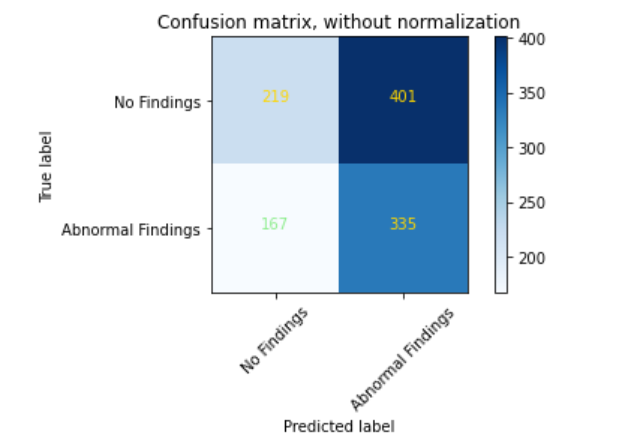 Confusion matrix, without normalization
True label
No Findings
Abnormal Findings
219 401
167 335
No Findings
Abnormal Findings
Predicted label
400
350
300
250
200